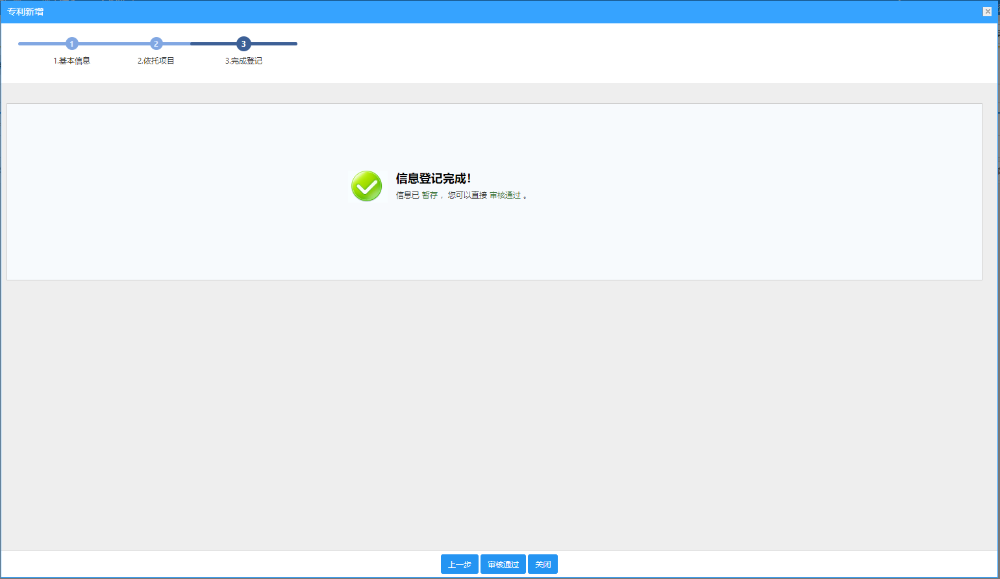 专利新增
1 2 3
1.基本信息 2.依托项目 3.完成登记
信息登记完成！
信息已 暂存 ，您可以直接 审核通过 。
上一步 审核通过 关闭